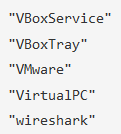 "VBoxService"
"VBoxTray"
"VMware"
"VirtualPC"
"wireshark"